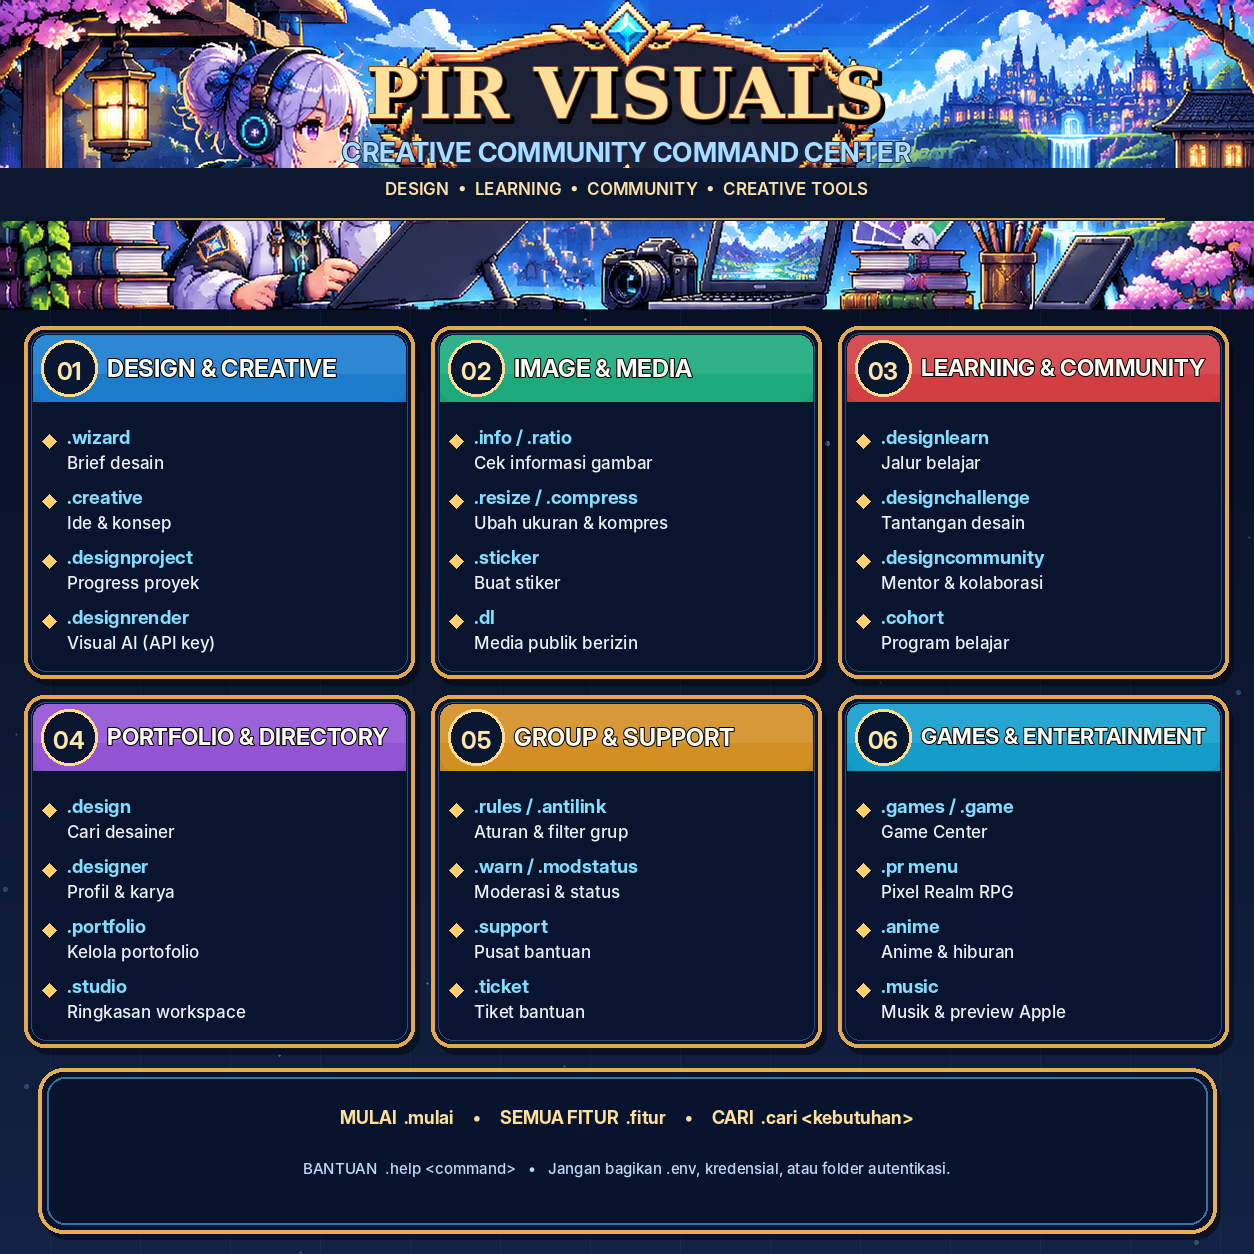 PIR VISUALS
CREATIVE COMMUNITY COMMAND CENTER
DESIGN • LEARNING • COMMUNITY • CREATIVE TOOLS
01 DESIGN & CREATIVE
.wizard
Brief desain
.creative
Ide & konsep
.designproject
Progress proyek
.designrender
Visual AI (API key)
02 IMAGE & MEDIA
.info / .ratio
Cek informasi gambar
.resize / .compress
Ubah ukuran & kompres
.sticker
Buat stiker
.dl
Media publik berizin
03 LEARNING & COMMUNITY
.designlearn
Jalur belajar
.designchallenge
Tantangan desain
.designcommunity
Mentor & kolaborasi
.cohort
Program belajar
04 PORTFOLIO & DIRECTORY
.design
Cari desainer
.designer
Profil & karya
.portfolio
Kelola portofolio
.studio
Ringkasan workspace
05 GROUP & SUPPORT
.rules / .antilink
Aturan & filter grup
.warn / .modstatus
Moderasi & status
.support
Pusat bantuan
.ticket
Tiket bantuan
06 GAMES & ENTERTAINMENT
.games / .game
Game Center
.pr menu
Pixel Realm RPG
.anime
Anime & hiburan
.music
Musik & preview Apple
MULAI .mulai • SEMUA FITUR .fitur • CARI .cari <kebutuhan>
BANTUAN .help <command> • Jangan bagikan .env, kredensial, atau folder autentikasi.